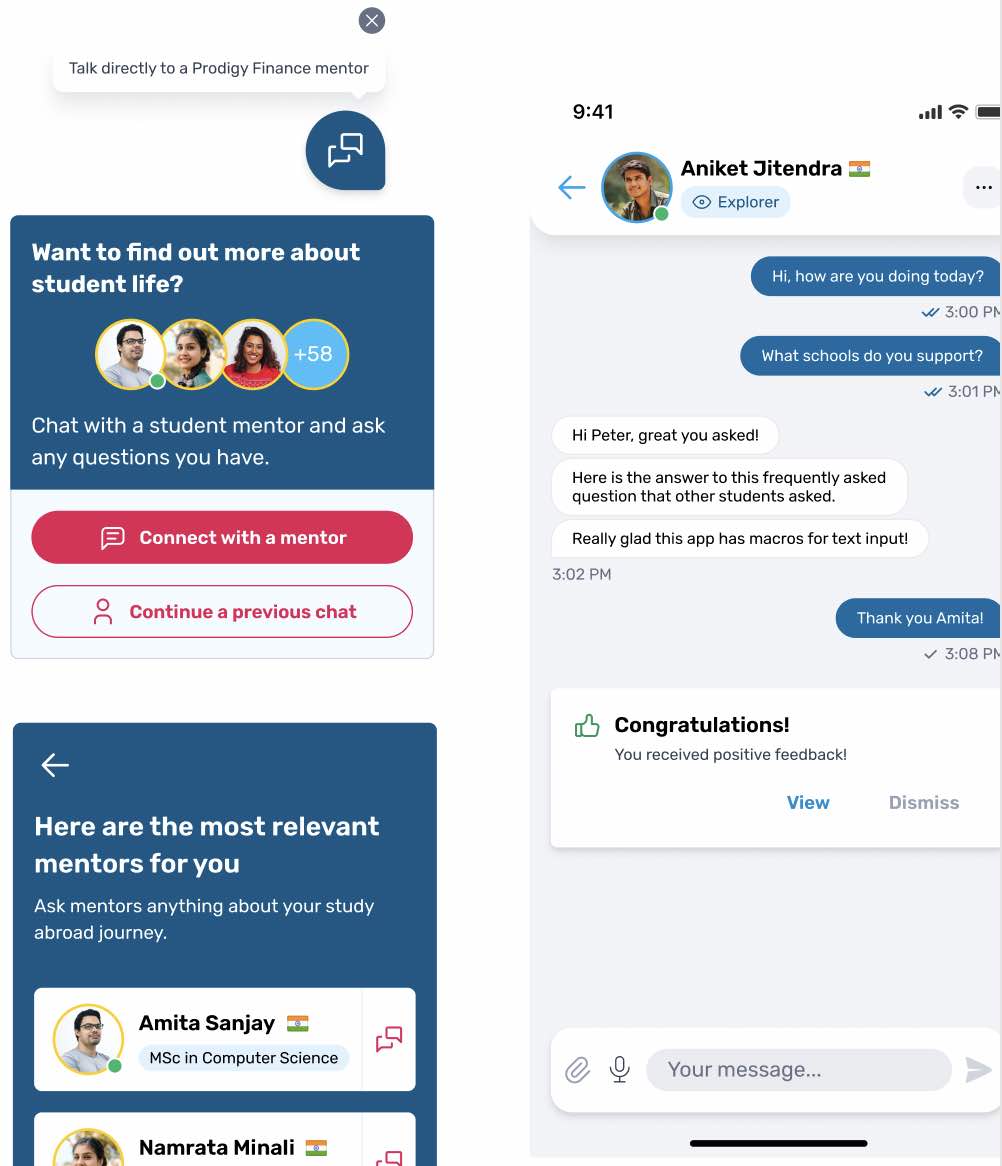 Talk directly to a Prodigy Finance mentor
Want to find out more about
student life?
+58
Chat with a student mentor and ask
any questions you have.
Connect with a mentor
Continue a previous chat
Here are the most relevant
mentors for you
Ask mentors anything about your study
abroad journey.
Amita Sanjay
MSc in Computer Science
Namrata Minali
9:41
Aniket Jitendra
Explorer
Hi, how are you doing today?
3:00 PM
What schools do you support?
3:01 PM
Hi Peter, great you asked!
Here is the answer to this frequently asked
question that other students asked.
Really glad this app has macros for text input!
3:02 PM
Thank you Amita!
3:08 PM
Congratulations!
You received positive feedback!
View
Dismiss
Your message...